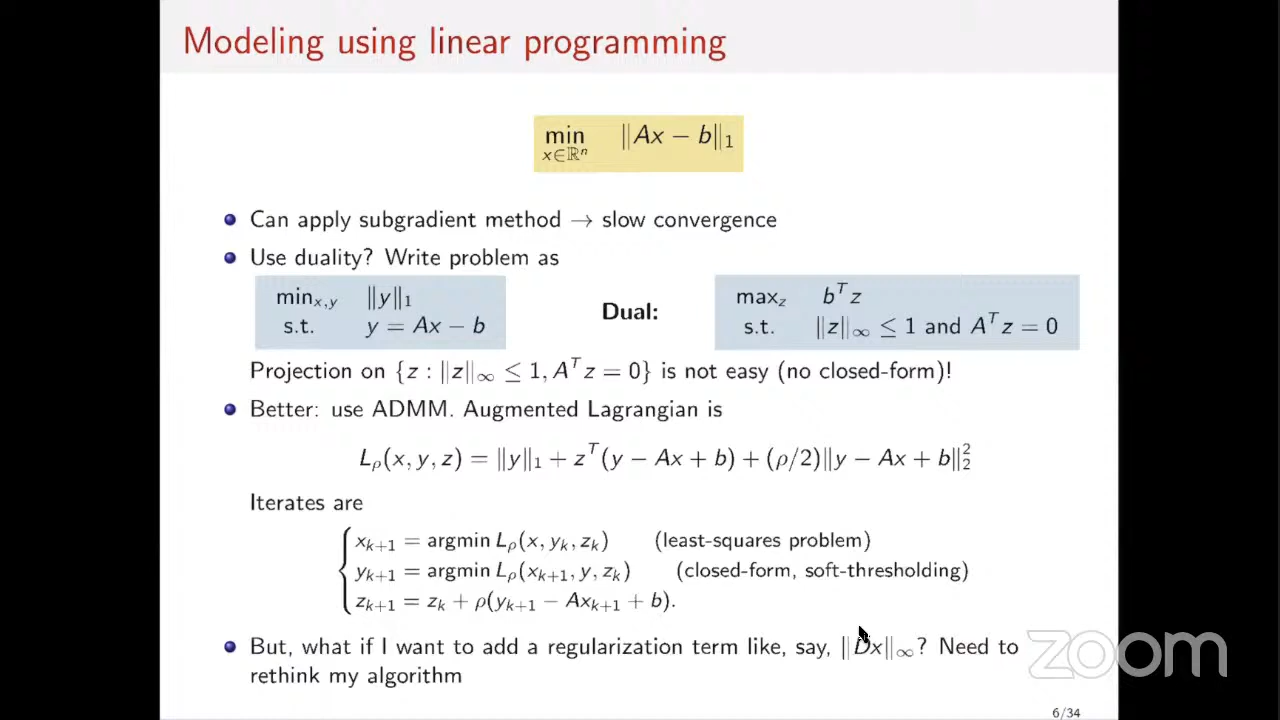 Modeling using linear programming
min x∈ℝⁿ ‖Ax − b‖₁
Can apply subgradient method → slow convergence
Use duality? Write problem as
min_{x,y} ‖y‖₁
s.t. y = Ax − b
Dual:
max_z bᵀz
s.t. ‖z‖∞ ≤ 1 and Aᵀz = 0
Projection on {z : ‖z‖∞ ≤ 1, Aᵀz = 0} is not easy (no closed-form)!
Better: use ADMM. Augmented Lagrangian is
L_ρ(x, y, z) = ‖y‖₁ + zᵀ(y − Ax + b) + (ρ/2)‖y − Ax + b‖₂²
Iterates are
x_{k+1} = argmin L_ρ(x, y_k, z_k) (least-squares problem)
y_{k+1} = argmin L_ρ(x_{k+1}, y, z_k) (closed-form, soft-thresholding)
z_{k+1} = z_k + ρ(y_{k+1} − Ax_{k+1} + b).
But, what if I want to add a regularization term like, say, ‖Dx‖∞? Need to
rethink my algorithm
zoom
6/34